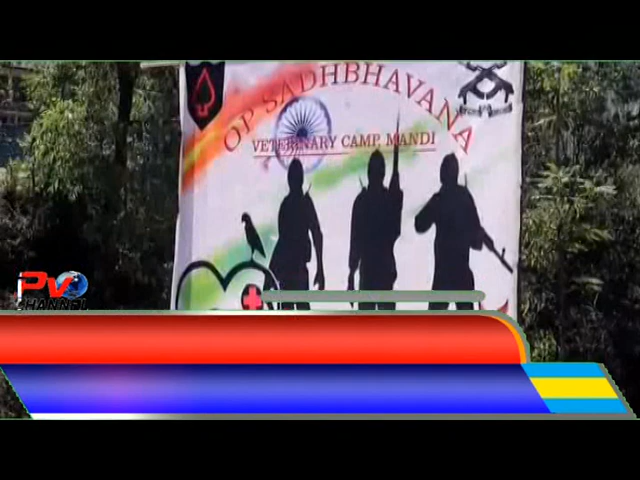 OP SADHBHAVANA
VETERINARY CAMP, MANDI
PV
CHANNEL